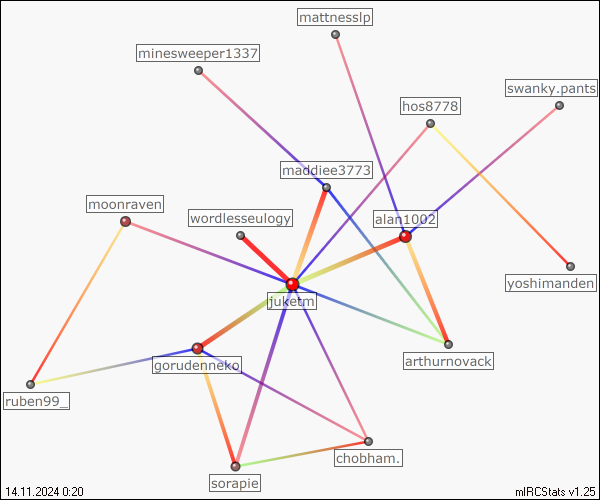 mattnesslp
minesweeper1337
swanky.pants
hos8778
maddiee3773
moonraven
wordlesseulogy
alan1002
yoshimanden
juketm
arthurnovack
gorudenneko
ruben99_
chobham.
sorapie
14.11.2024 0:20
mIRCStats v1.25